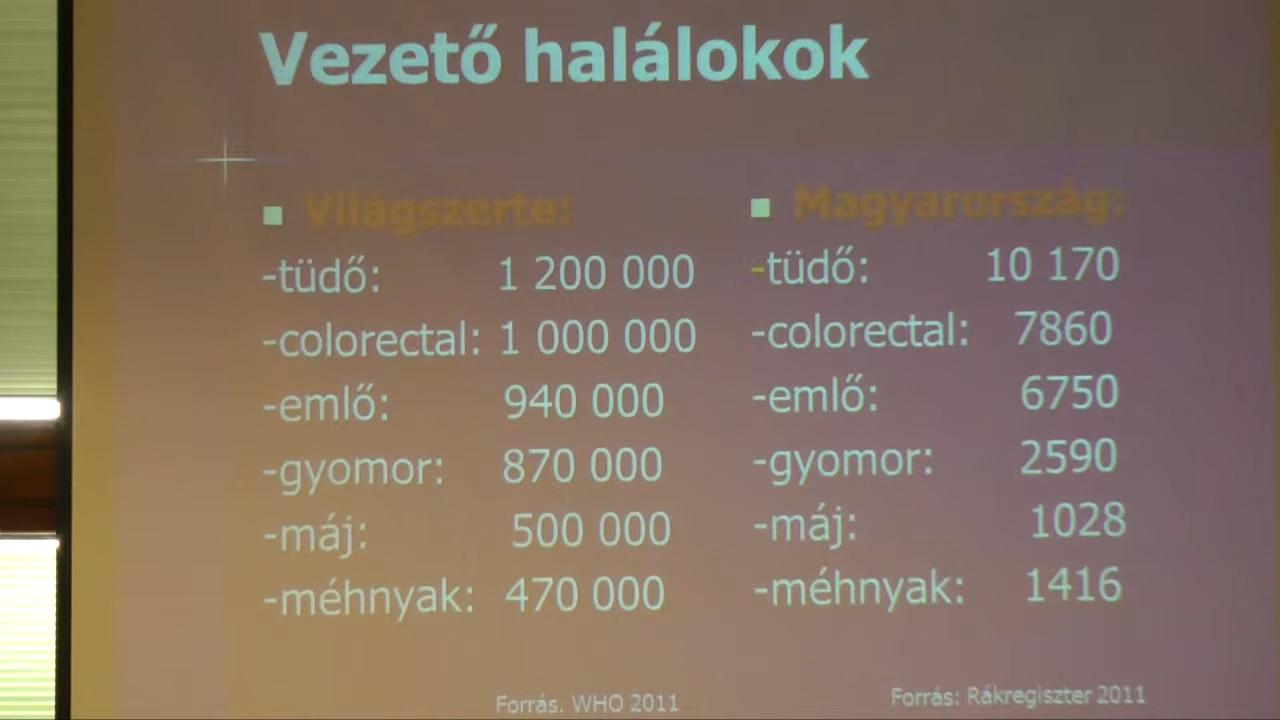 Vezető halálokok
Világszerte:
-tüdő: 1 200 000
-colorectal: 1 000 000
-emlő: 940 000
-gyomor: 870 000
-máj: 500 000
-méhnyak: 470 000
Forrás. WHO 2011
Magyarország:
-tüdő: 10 170
-colorectal: 7860
-emlő: 6750
-gyomor: 2590
-máj: 1028
-méhnyak: 1416
Forrás: Rákregiszter 2011